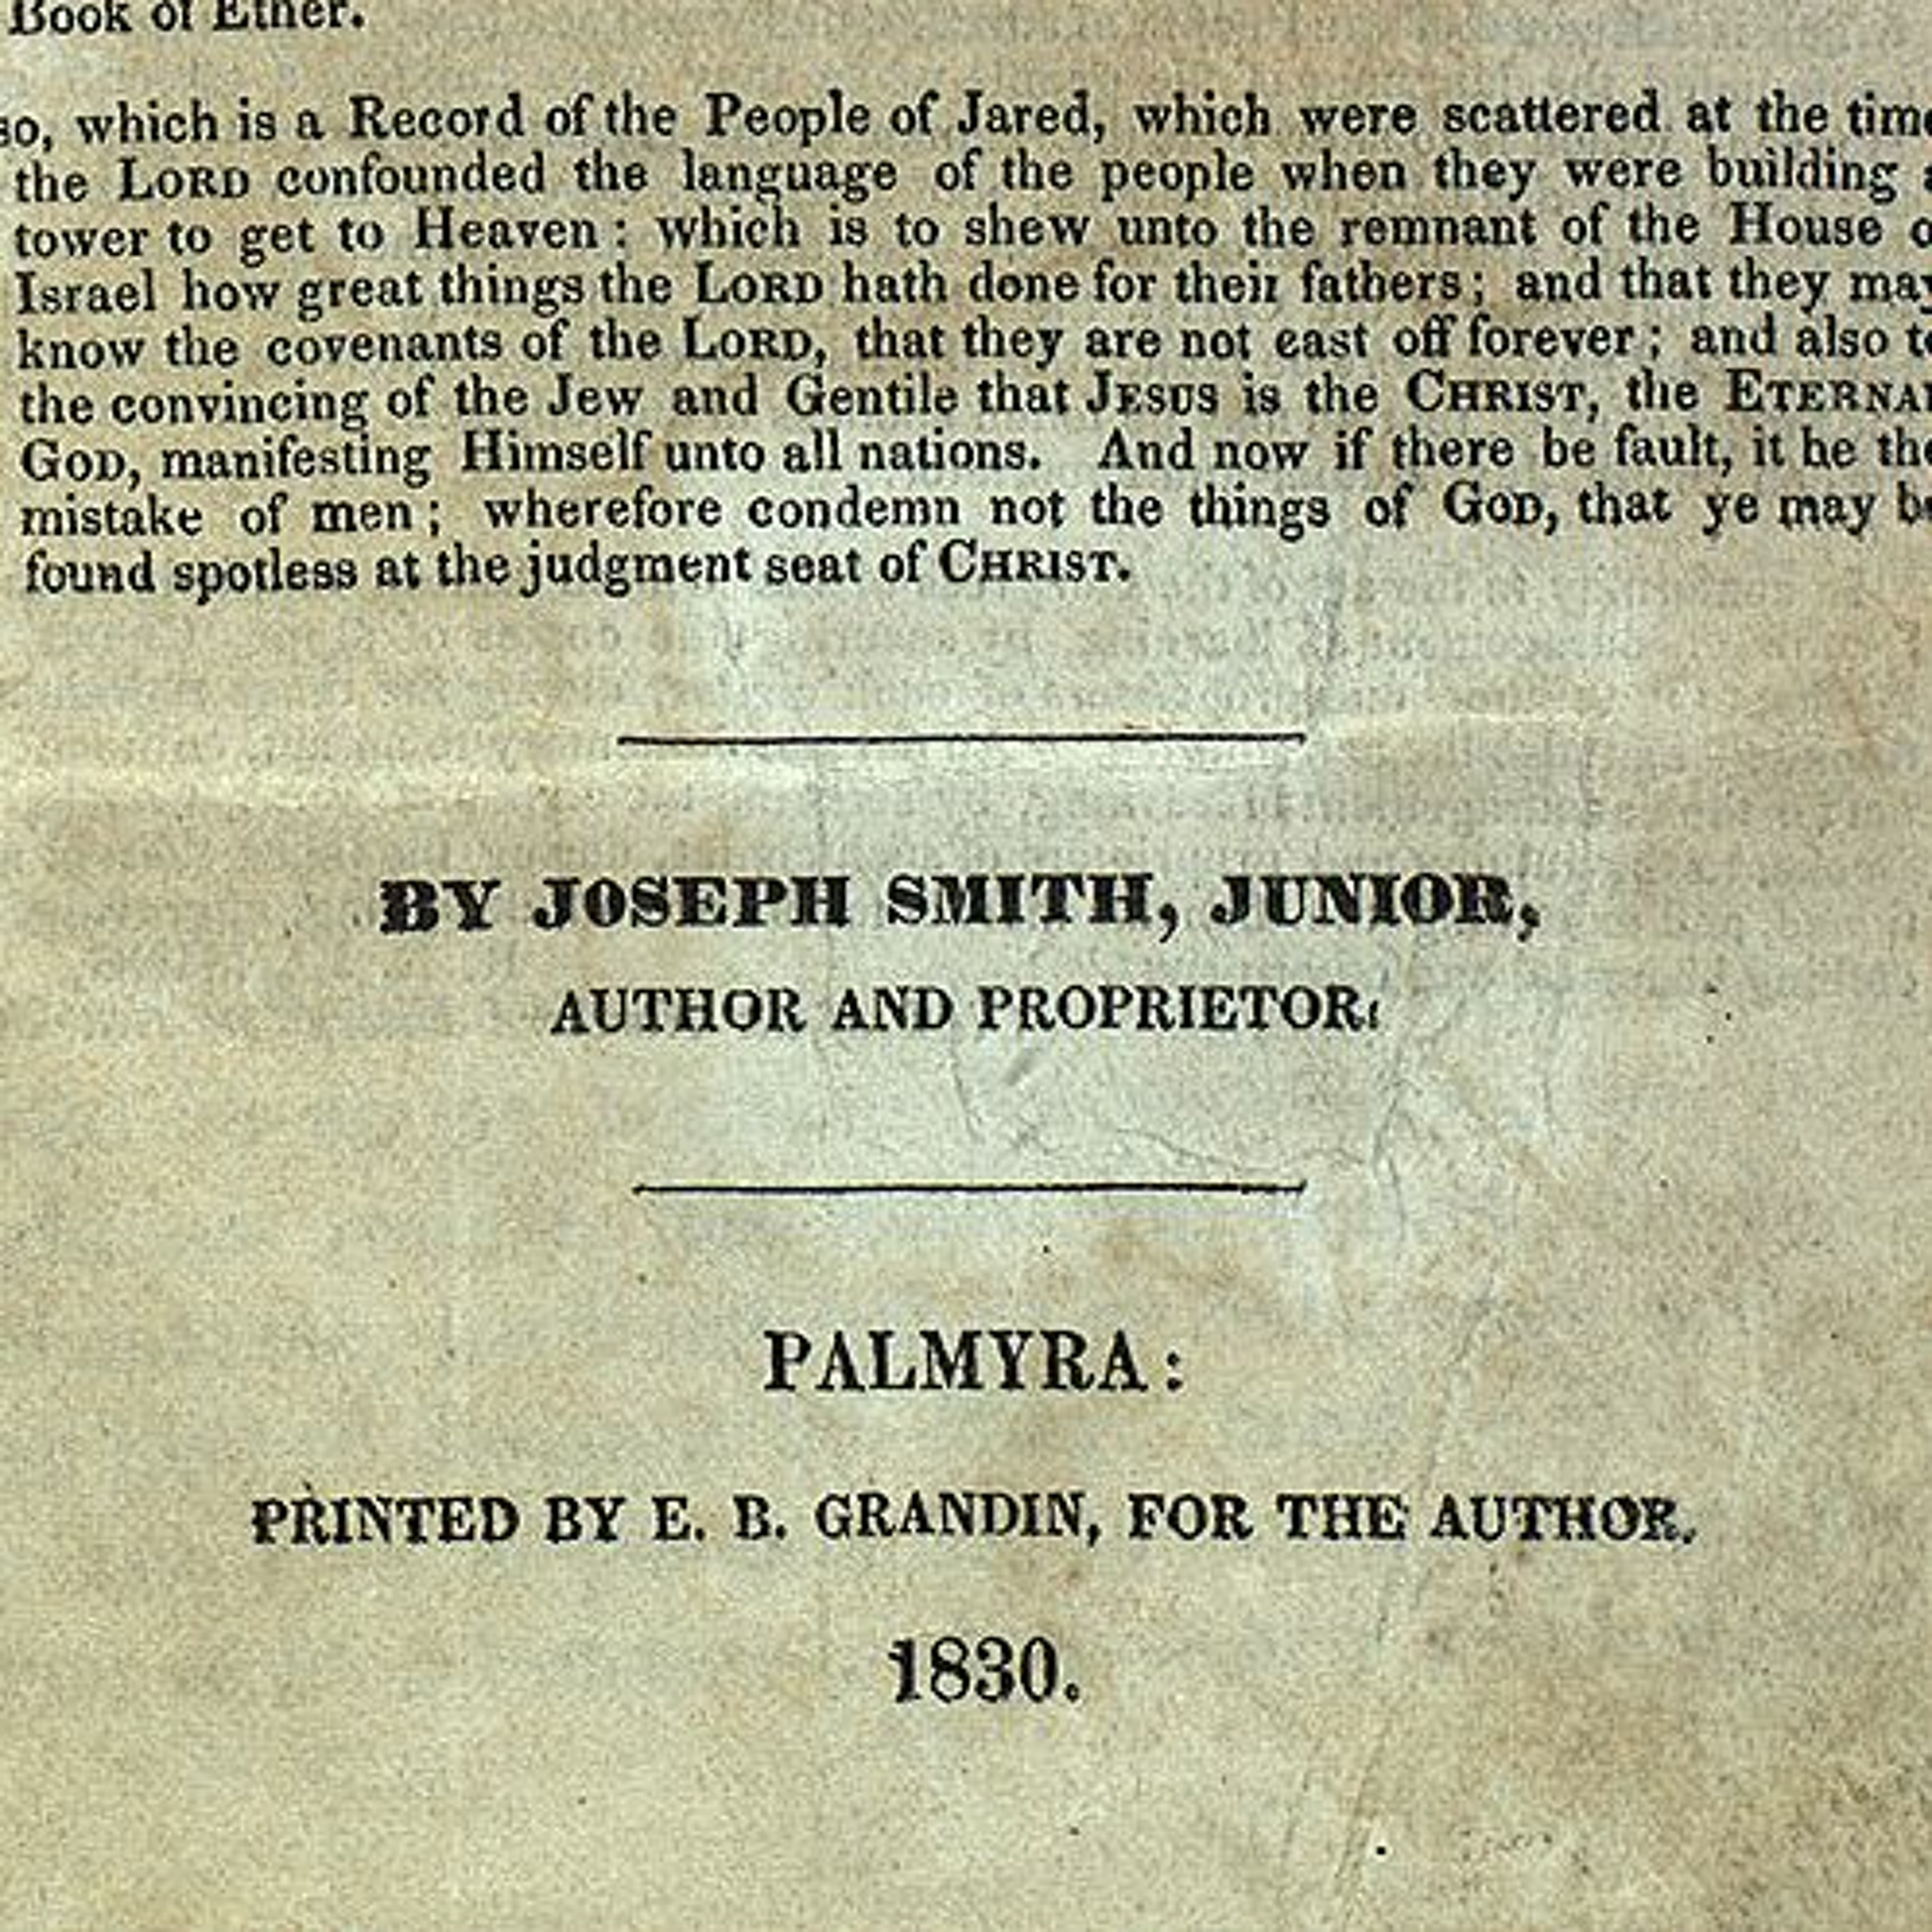 Book of Ether.
so, which is a Record of the People of Jared, which were scattered at the time
the LORD confounded the language of the people when they were building a
tower to get to Heaven: which is to shew unto the remnant of the House o
Israel how great things the LORD hath done for their fathers; and that they may
know the covenants of the LORD, that they are not cast off forever; and also to
the convincing of the Jew and Gentile that JESUS is the CHRIST, the ETERNAL
GOD, manifesting Himself unto all nations. And now if there be fault, it be the
mistake of men; wherefore condemn not the things of GOD, that ye may be
found spotless at the judgment seat of CHRIST.
BY JOSEPH SMITH, JUNIOR,
AUTHOR AND PROPRIETOR:
PALMYRA:
PRINTED BY E. B. GRANDIN, FOR THE AUTHOR.
1830.